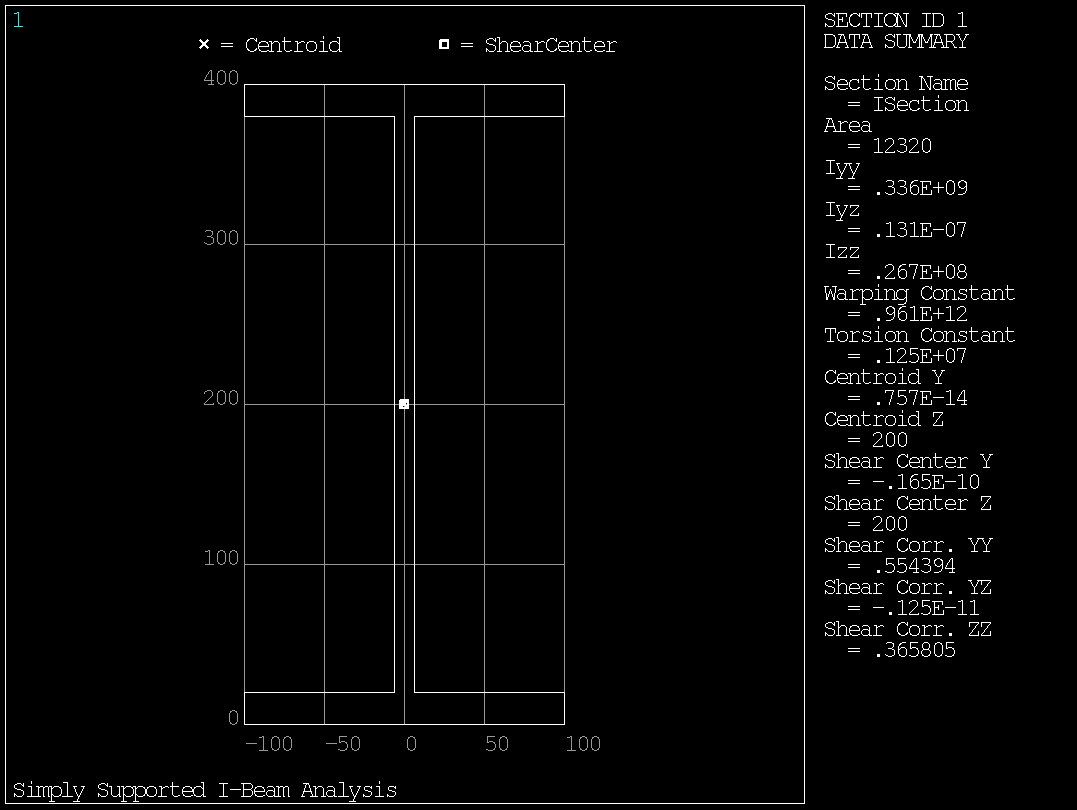 1
× = Centroid
= ShearCenter
400
300
200
100
0
-100 -50 0 50 100
Simply Supported I-Beam Analysis
SECTION ID 1
DATA SUMMARY
Section Name
= ISection
Area
= 12320
Iyy
= .336E+09
Iyz
= .131E-07
Izz
= .267E+08
Warping Constant
= .961E+12
Torsion Constant
= .125E+07
Centroid Y
= .757E-14
Centroid Z
= 200
Shear Center Y
= -.165E-10
Shear Center Z
= 200
Shear Corr. YY
= .554394
Shear Corr. YZ
= -.125E-11
Shear Corr. ZZ
= .365805